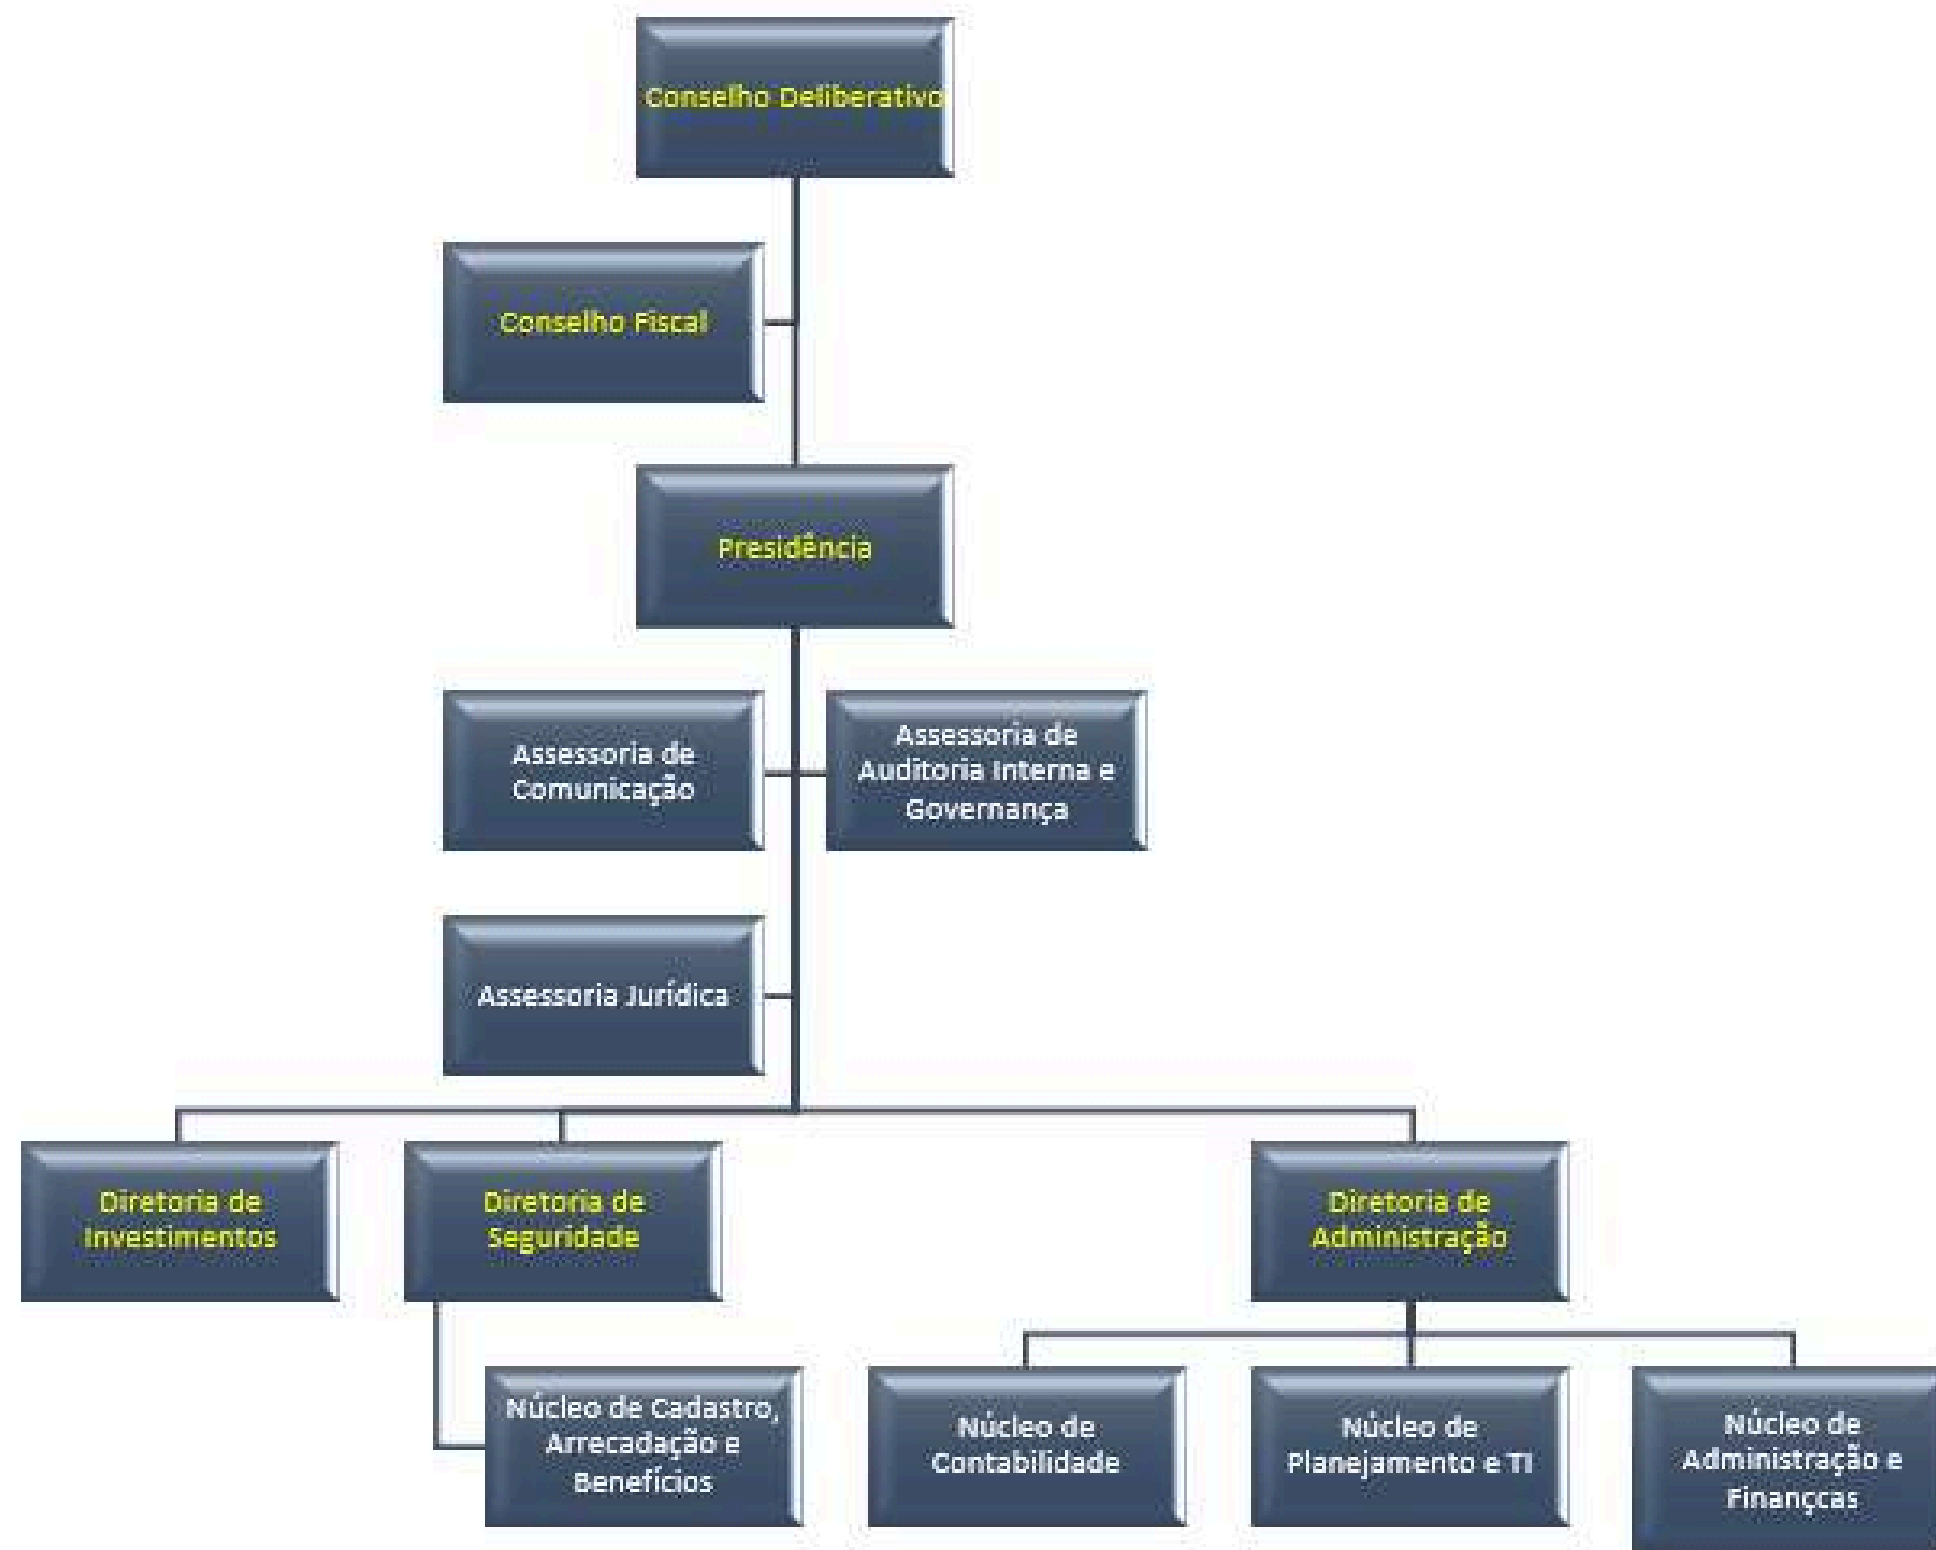 Conselho Deliberativo
Conselho Fiscal
Presidência
Assessoria de
Comunicação
Assessoria de
Auditoria Interna e
Governança
Assessoria Jurídica
Diretoria de
Investimentos
Diretoria de
Seguridade
Diretoria de
Administração
Núcleo de Cadastro,
Arrecadação e
Benefícios
Núcleo de
Contabilidade
Núcleo de
Planejamento e TI
Núcleo de
Administração e
Finançcas